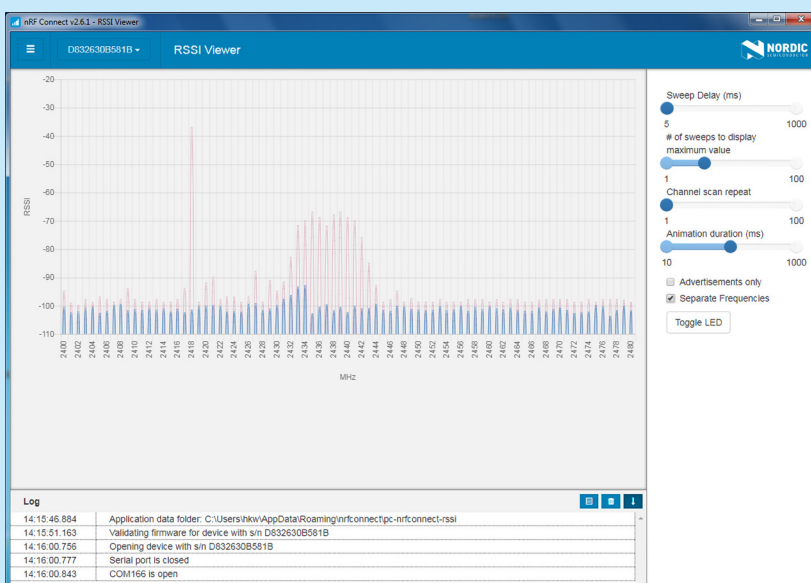 nRF Connect v2.6.1 - RSSI Viewer
D832630B581B
RSSI Viewer
NORDIC
SEMICONDUCTOR
-20
-30
-40
-50
-60
-70
-80
-90
-100
-110
RSSI
2400 2402 2404 2406 2408 2410 2412 2414 2416 2418 2420 2422 2424 2426 2428 2430 2432 2434 2436 2438 2440 2442 2444 2446 2448 2450 2452 2454 2456 2458 2460 2462 2464 2466 2468 2470 2472 2474 2476 2478 2480
MHz
Sweep Delay (ms)
5 1000
# of sweeps to display
maximum value
1 100
Channel scan repeat
1 100
Animation duration (ms)
10 1000
Advertisements only
Separate Frequencies
Toggle LED
Log
14:15:46.884 Application data folder: C:\Users\hkw\AppData\Roaming\nrfconnect\pc-nrfconnect-rssi
14:15:51.163 Validating firmware for device with s/n D832630B581B
14:16:00.756 Opening device with s/n D832630B581B
14:16:00.777 Serial port is closed
14:16:00.843 COM166 is open